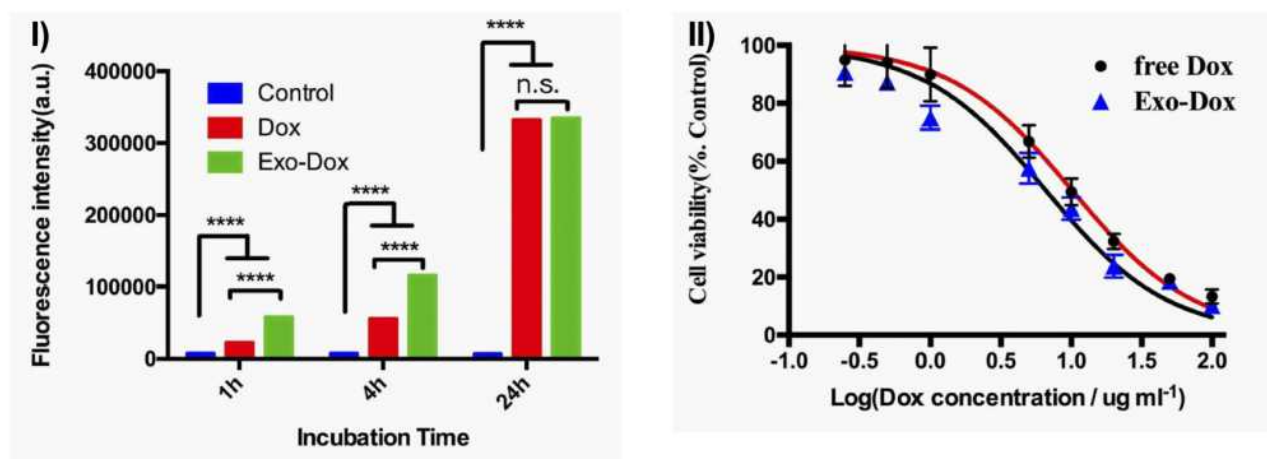 I)
Fluorescence intensity(a.u.)
400000
300000
200000
100000
0
Control
Dox
Exo-Dox
****
****
****
****
****
n.s.
1h
4h
24h
Incubation Time
II)
Cell viability(%. Control)
100
80
60
40
20
0
free Dox
Exo-Dox
-1.0
-0.5
0.0
0.5
1.0
1.5
2.0
Log(Dox concentration / ug ml⁻¹)